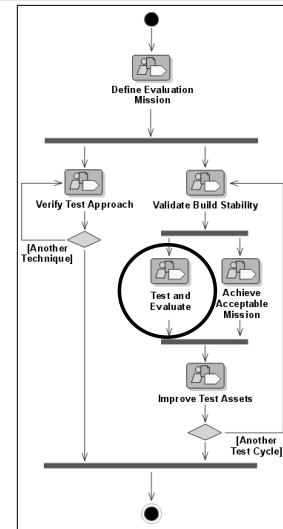 Define Evaluation
Mission
Verify Test Approach
Validate Build Stability
[Another
Technique]
Test and
Evaluate
Achieve
Acceptable
Mission
Improve Test Assets
[Another
Test Cycle]